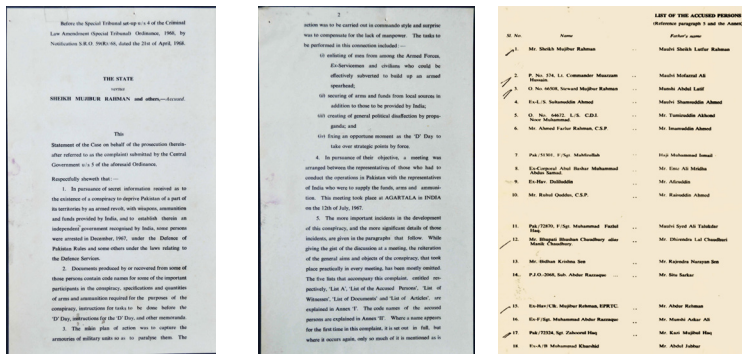 Before the Special Tribunal set-up u/s 4 of the Criminal
Law Amendment (Special Tribunal) Ordinance, 1968, by
Notification S.R.O. 59(R)/68, dated the 21st of April, 1968.
THE STATE
versus
SHEIKH MUJIBUR RAHMAN and others,—Accused.
This
Statement of the Case on behalf of the prosecution (herein-
after referred to as the complaint) submitted by the Central
Government u/s 5 of the aforesaid Ordinance.
Respectfully sheweth that :—
1. In pursuance of secret information received as to
the existence of a conspiracy to deprive Pakistan of a part of
its territories by an armed revolt, with weapons, ammunition
and funds provided by India, and to establish therein an
independent government recognised by India, some persons
were arrested in December, 1967, under the Defence of
Pakistan Rules and some others under the laws relating to
the Defence Services.
2. Documents produced by or recovered from some of
those persons contain code names for some of the important
participants in the conspiracy, specifications and quantities
of arms and ammunition required for the purposes of the
conspiracy, instructions for tasks to be done before the
'D' Day, instructions for the 'D' Day, and other memoranda.
3. The main plan of action was to capture the
armories of military units so as to paralyse them. The
2
action was to be carried out in commando style and surprise
was to compensate for the lack of manpower. The tasks to
be performed in this connection included :—
(i) enlisting of men from among the Armed Forces,
Ex-Servicemen and civilians who could be
effectively subverted to build up an armed
spearhead;
(ii) securing of arms and funds from local sources in
addition to those to be provided by India;
(iii) creating of general political disaffection by propa-
ganda; and
(iv) fixing an opportune moment as the 'D' Day to
take over strategic points by force.
4. In pursuance of their objective, a meeting was
arranged between the representatives of those who had to
conduct the operations in Pakistan with the representatives
of India who were to supply the funds, arms and ammuni-
tion. This meeting took place at AGARTALA in INDIA
on the 12th of July, 1967.
5. The more important incidents in the development
of this conspiracy, and the more significant details of those
incidents, are given in the paragraphs that follow. While
giving the gist of the discussion at a meeting, the reiteration
of the general aims and objects of the conspiracy, that took
place practically in every meeting, has been mostly omitted.
The five lists that accompany this complaint, entitled res-
pectively, 'List A', 'List of the Accused Persons', 'List of
Witnesses', 'List of Documents' and 'List of Articles', are
explained in Annex 'I'. The code names of the accused
persons are explained in Annex 'II'. Where a name appears
for the first time in this complaint, it is set out in full, but
where it occurs again, only so much of it is mentioned as is
LIST OF THE ACCUSED PERSONS
(Reference paragraph 5 and the Annex
Sl. No. Name Father's name
1. Mr. Sheikh Mujibur Rahman ... Maulvi Sheikh Lutfur Rahman
2. P. No. 574, Lt. Commander Moazzam Hussain. ... Maulvi Mofazzal Ali
3. O. No 66308, Steward Mujibur Rahman ... Munshi Abdul Latif
4. Ex-L/S. Sultanuddin Ahmed ... Maulvi Shamsuddin Ahmed
5. O. No. 64672, L/S. C.D.I. Noor Muhammad. ... Mr. Tumizuddin Akhond
6. Mr. Ahmed Fazlur Rahman, C.S.P. ... Mr. Imamuddin Ahmed
7. Pak/51301, F/Sgt. Mahfizullah ... Haji Mohammad Ismail
8. Ex-Corporal Abul Bashar Muhammad Abdus Samad. ... Mr. Emo Ali Mridha
9. Ex-Hav. Daliluddin ... Mr. Afizuddin
10. Mr. Ruhul Quddus, C.S.P. ... Mr. Raisuddin Ahmed
11. Pak/72870, F/Sgt. Muhammad Fazlul Haq. ... Maulvi Syed Ali Talukdar
12. Mr. Bhupati Bhushan Choudhury alias Manik Choudhury. ... Mr. Dhirendra Lal Choudhuri
13. Mr. Bidhan Krishna Sen ... Mr. Rajendra Narayan Sen
14. P.J.O.-2068, Sub. Abdur Razzaque ... Mr. Situ Sarkar
15. Ex-Hav/Clk. Mujibur Rehman, EPRTC. ... Mr. Abdur Rehman
16. Ex-F/Sgt. Muhammad Abdur Razzaque ... Mr. Munshi Askar Ali
17. Pak/72324, Sgt. Zahoorul Haq ... Mr. Kazi Mujibul Haq
18. Ex-A/B Mohammad Khurshid ... Mr. Abdul Jabbar